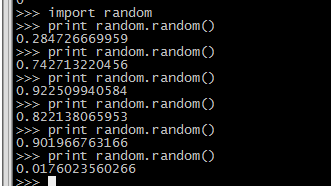 >>> import random
>>> print random.random()
0.284726669959
>>> print random.random()
0.742713220456
>>> print random.random()
0.922509940584
>>> print random.random()
0.822138065953
>>> print random.random()
0.901966763166
>>> print random.random()
0.0176023560266
>>>